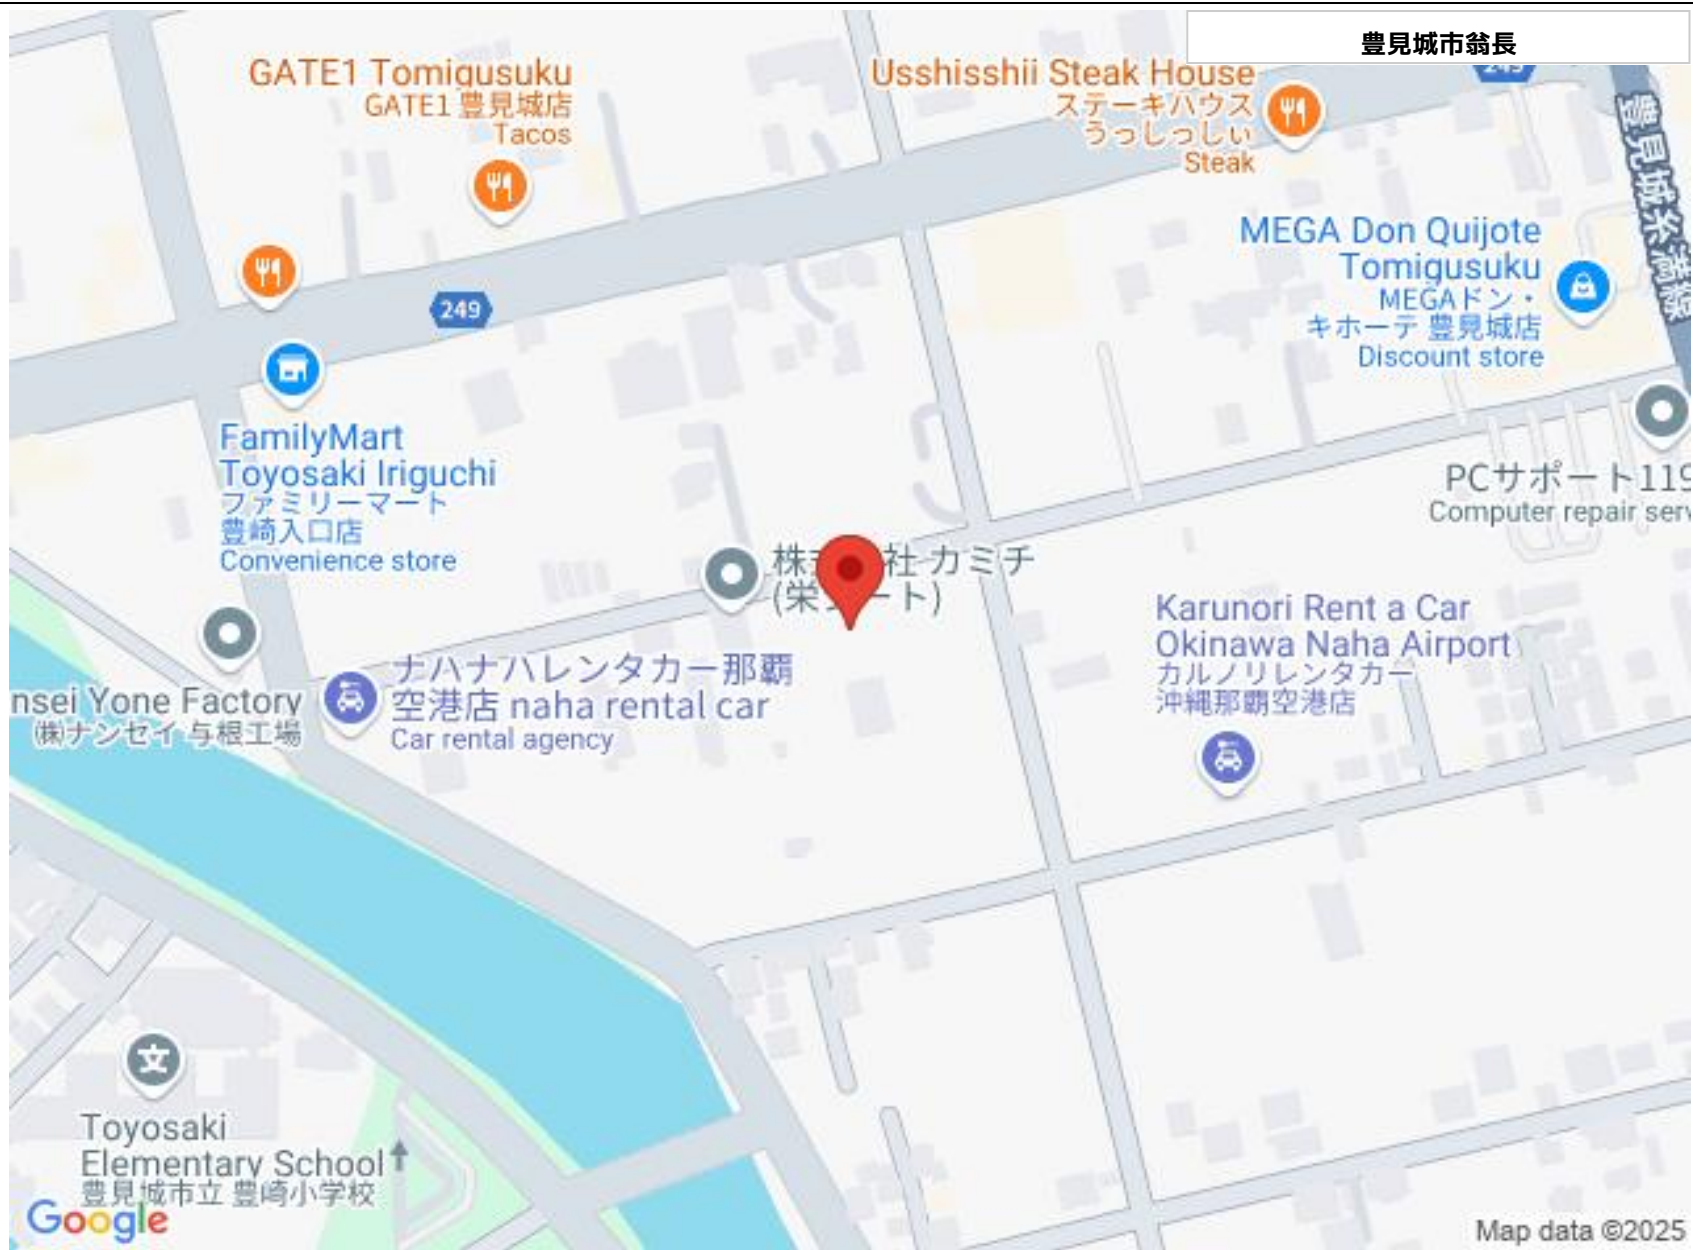 豊見城市翁長
GATE1 Tomigusuku
GATE1 豊見城店
Tacos
Usshisshii Steak House
ステーキハウス
うっしっしい
Steak
249
豊見城糸満線
MEGA Don Quijote
Tomigusuku
MEGAドン・
キホーテ 豊見城店
Discount store
249
FamilyMart
Toyosaki Iriguchi
ファミリーマート
豊崎入口店
Convenience store
PCサポート119
Computer repair serv
株 社 カミチ
(栄 ート)
Karunori Rent a Car
Okinawa Naha Airport
カルノリレンタカー
沖縄那覇空港店
ナハナハレンタカー那覇
空港店 naha rental car
Car rental agency
nsei Yone Factory
㈱ナンセイ 与根工場
文
Toyosaki
Elementary School
豊見城市立 豊崎小学校
Google
Map data ©2025